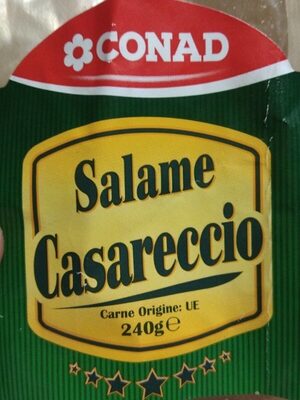 CONAD
Salame
Casareccio
Carne Origine: UE
240g℮